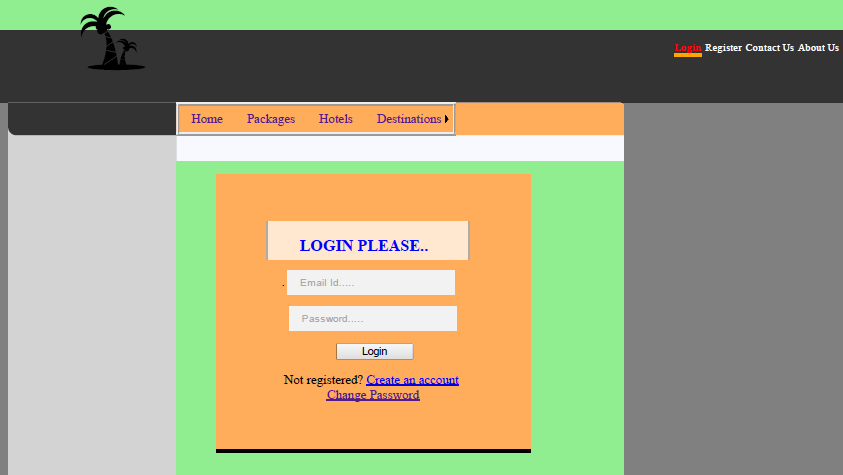 Login Register Contact Us About Us
Home Packages Hotels Destinations
LOGIN PLEASE..
. Email Id.....
Password.....
Login
Not registered? Create an account
Change Password